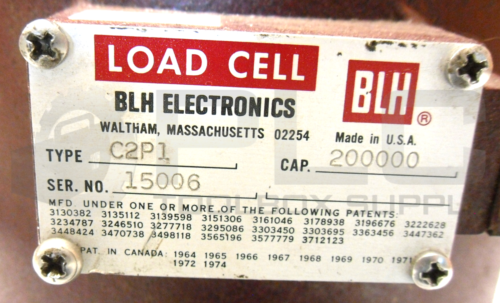 LOAD CELL
BLH
®
BLH ELECTRONICS
WALTHAM, MASSACHUSETTS 02254
Made in U.S.A.
TYPE C2P1
CAP. 200000
SER. NO. 15006
MFD UNDER ONE OR MORE OF THE FOLLOWING PATENTS
3130382 3135112 3139598 3151306 3161046 3178938 3196676 3222628
3234787 3246510 3277718 3295086 3303450 3303695 3363456 3447362
3448424 3470738 3498118 3565196 3577779 3712123
PAT. IN CANADA: 1964 1965 1966 1967 1968 1969 1970 1971
1972 1974